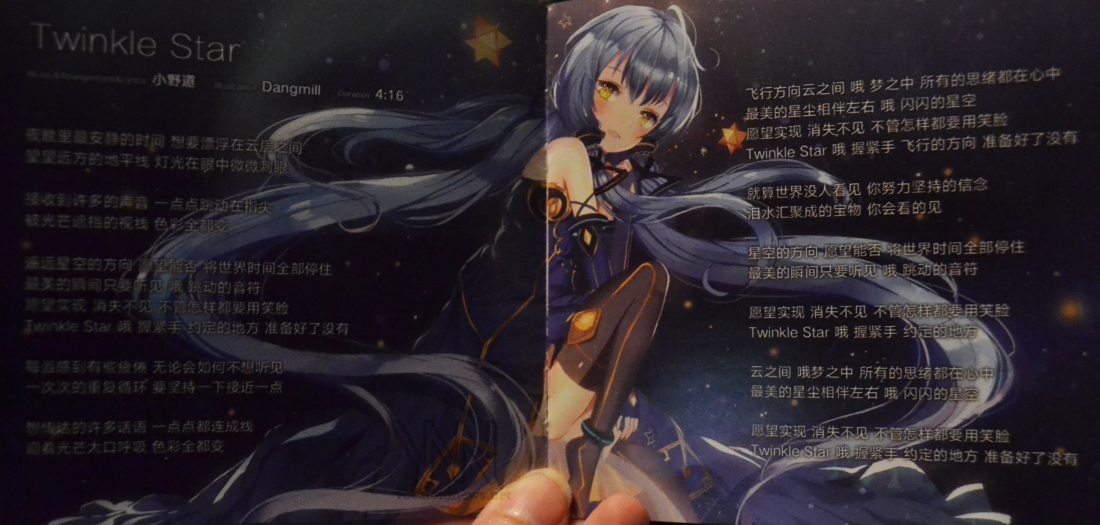 Twinkle Star
小野道 Illustration Dangmill Duration 4:16
夜晚里最安静的时间 想要漂浮在云层之间
望望远方的地平线 灯光在眼中微微刺眼
接收到许多的声音 一点点跳动在指尖
被光芒遮挡的视线 色彩全都变
遥远星空的方向 愿望能否 将世界时间全部停住
最美的瞬间只要听见 哦 跳动的音符
愿望实现 消失不见 不管怎样都要用笑脸
Twinkle Star 哦 握紧手 约定的地方 准备好了没有
每当感到有些疲倦 无论会如何不想听见
一次次的重复循环 要坚持一下接近一点
想传达的许多话语 一点点都连成线
迎着光芒大口呼吸 色彩全都变
飞行方向云之间 哦 梦之中 所有的思绪都在心中
最美的星尘相伴左右 哦 闪闪的星空
愿望实现 消失不见 不管怎样都要用笑脸
Twinkle Star 哦 握紧手 飞行的方向 准备好了没有
就算世界没人看见 你努力坚持的信念
泪水汇聚成的宝物 你会看的见
星空的方向 愿望能否 将世界时间全部停住
最美的瞬间只要听见 哦 跳动的音符
愿望实现 消失不见 不管怎样都要用笑脸
Twinkle Star 哦 握紧手 约定的地方
云之间 哦梦之中 所有的思绪都在心中
最美的星尘相伴左右 哦 闪闪的星空
愿望实现 消失不见 不管怎样都要用笑脸
Twinkle Star 哦 握紧手 约定的地方 准备好了没有